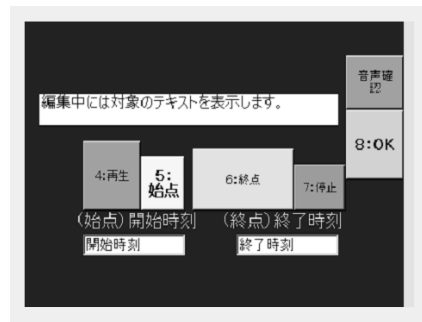 音声確
認
編集中には対象のテキストを表示します。
8:OK
4:再生
5:
始点
6:終点
7:停止
(始点)開始時刻
(終点)終了時刻
開始時刻
終了時刻